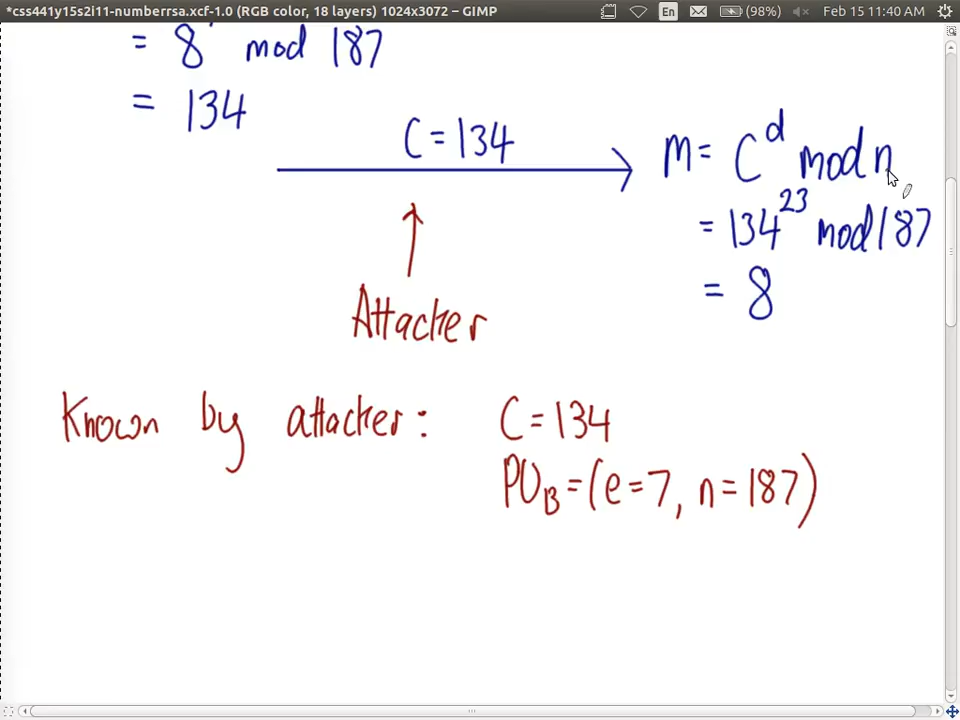 *css441y15s2i11-numberrsa.xcf-1.0 (RGB color, 18 layers) 1024x3072 – GIMP En (98%) Feb 15 11:40 AM
= 8 mod 187
= 134
C = 134
M = C^d mod n
= 134^23 mod 187
= 8
Attacker
Known by attacker: C = 134
PU_B = (e = 7, n = 187)